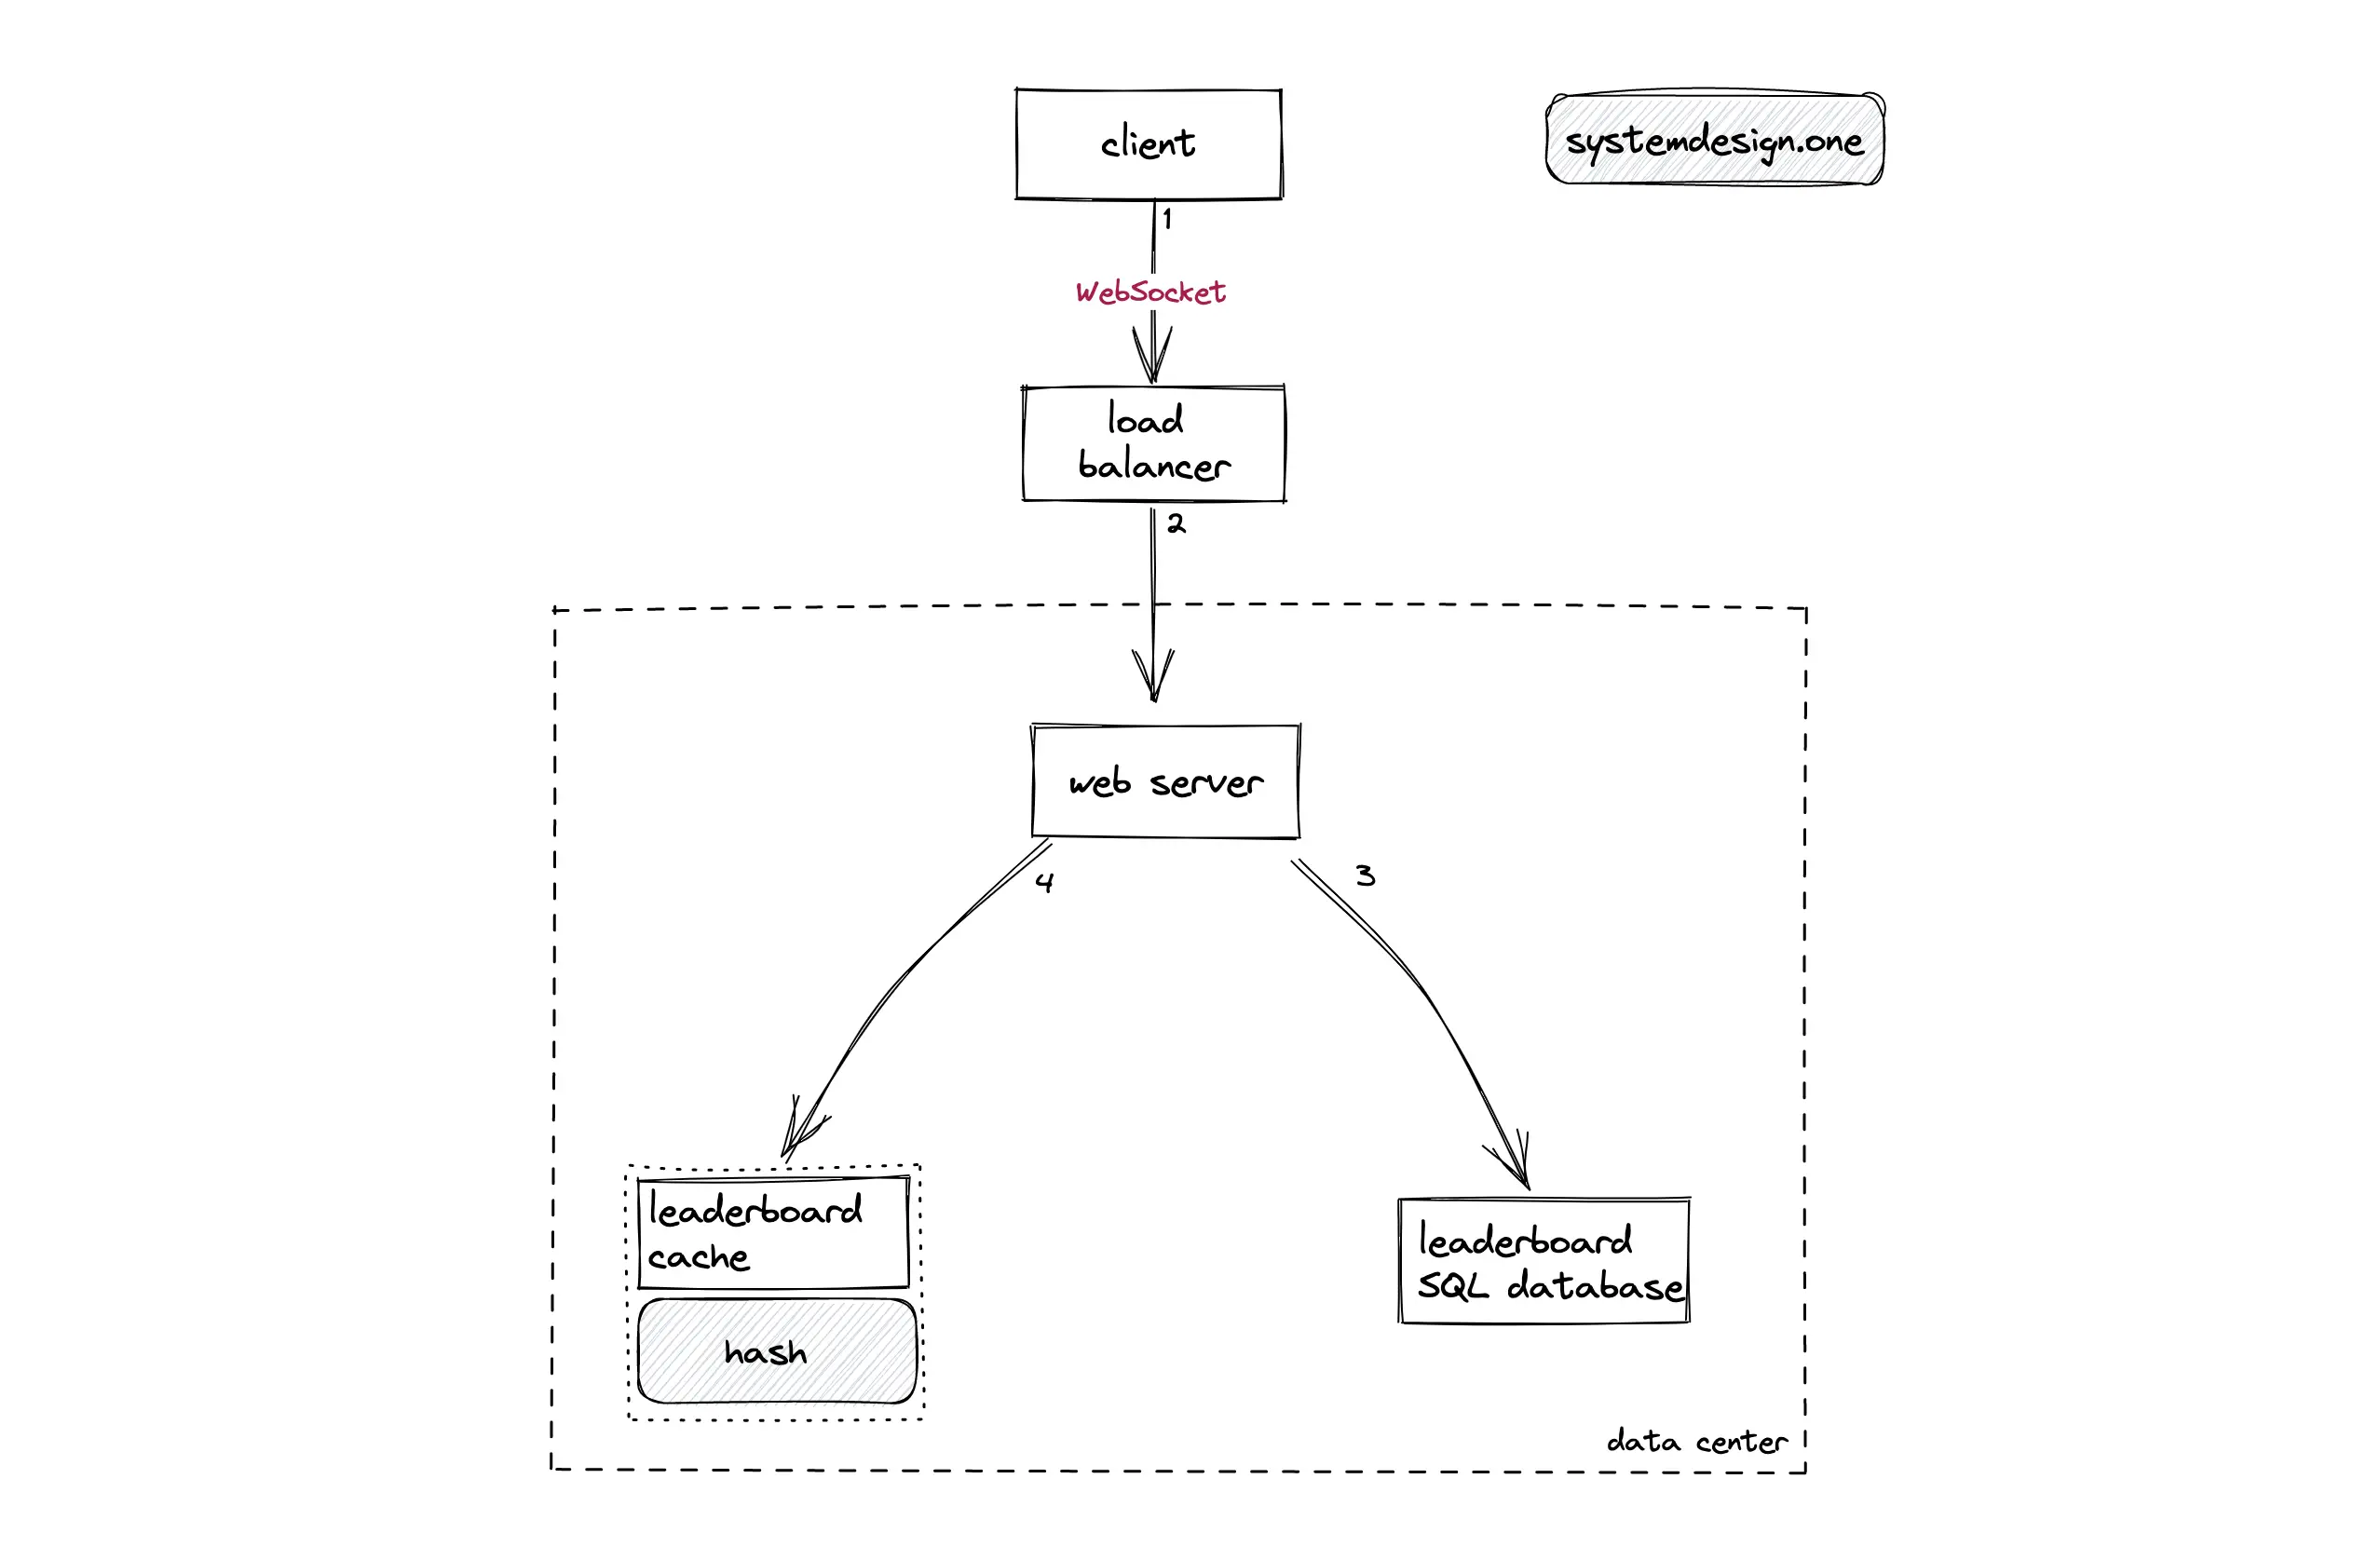 client
systemdesign.one
1
WebSocket
load
balancer
2
web server
4
3
leaderboard
cache
hash
leaderboard
SQL database
data center